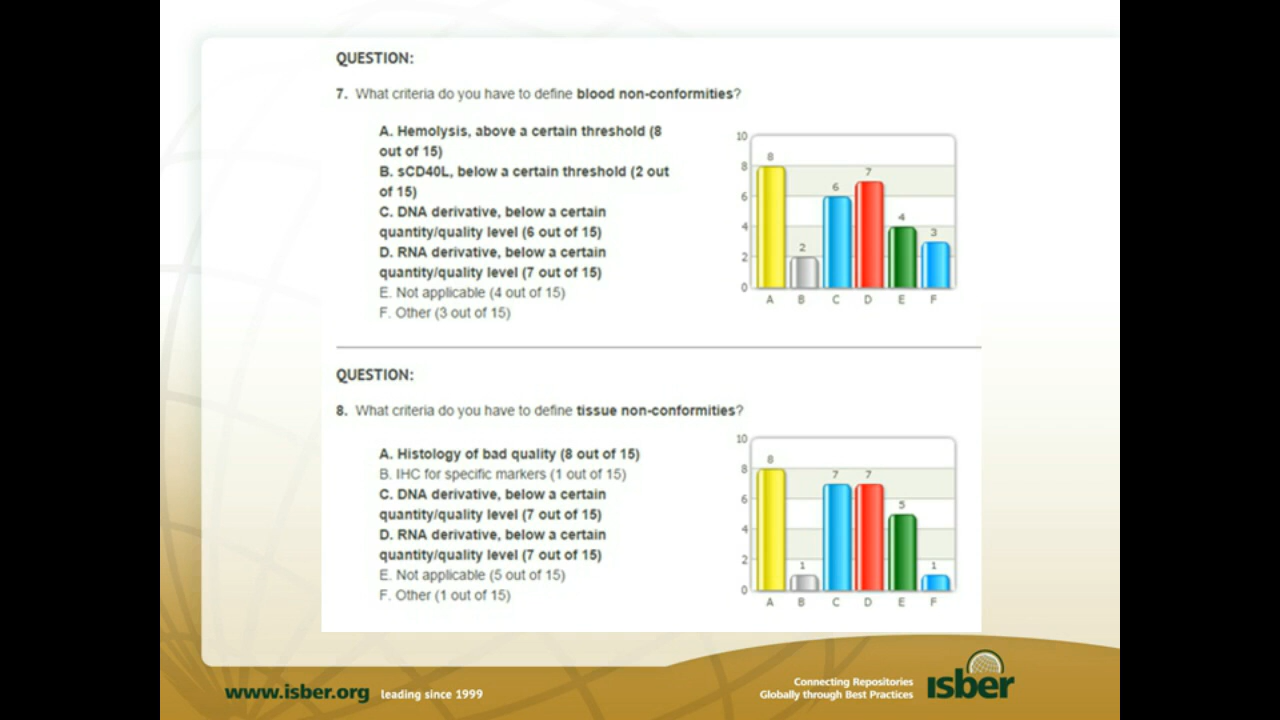 QUESTION:
7. What criteria do you have to define blood non-conformities?
A. Hemolysis, above a certain threshold (8
out of 15)
B. sCD40L, below a certain threshold (2 out
of 15)
C. DNA derivative, below a certain
quantity/quality level (6 out of 15)
D. RNA derivative, below a certain
quantity/quality level (7 out of 15)
E. Not applicable (4 out of 15)
F. Other (3 out of 15)
10
8
6
4
2
0
8
2
6
7
4
3
A B C D E F
QUESTION:
8. What criteria do you have to define tissue non-conformities?
A. Histology of bad quality (8 out of 15)
B. IHC for specific markers (1 out of 15)
C. DNA derivative, below a certain
quantity/quality level (7 out of 15)
D. RNA derivative, below a certain
quantity/quality level (7 out of 15)
E. Not applicable (5 out of 15)
F. Other (1 out of 15)
10
8
6
4
2
0
8
1
7
7
5
1
A B C D E F
www.isber.org leading since 1999
Connecting Repositories
Globally through Best Practices
isber